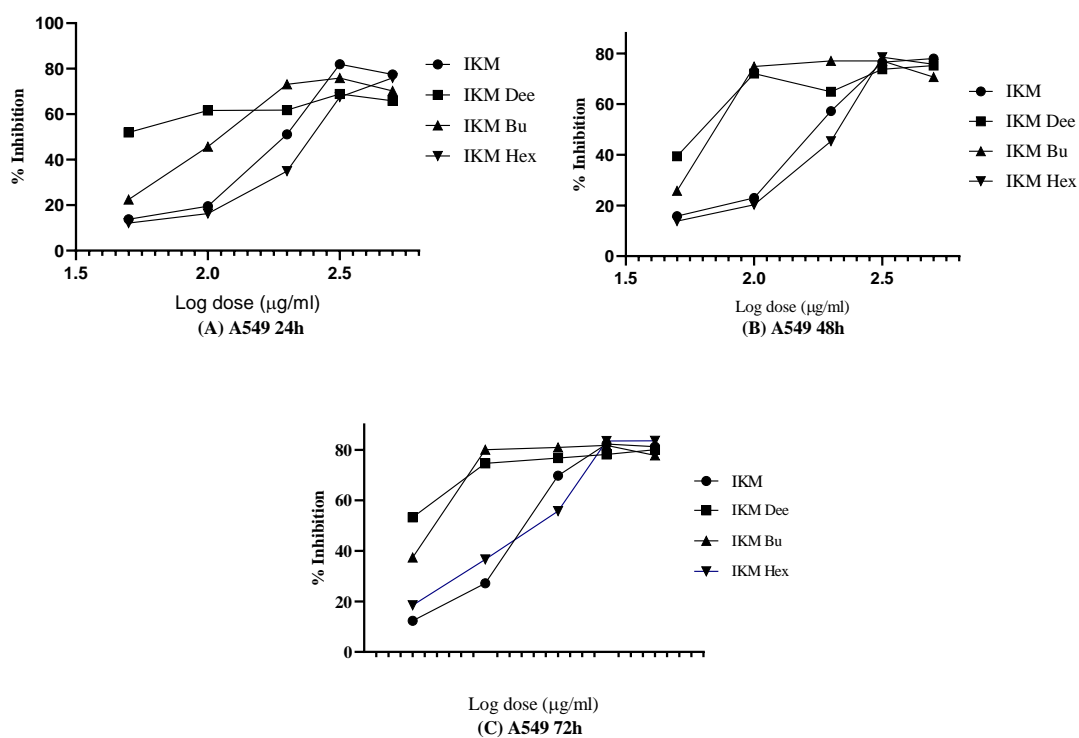 100
80
60
40
20
0
% Inhibition
1.5
2.0
2.5
Log dose (μg/ml)
(A) A549 24h
IKM
IKM Dee
IKM Bu
IKM Hex
80
60
40
20
0
% Inhibition
1.5
2.0
2.5
Log dose (μg/ml)
(B) A549 48h
IKM
IKM Dee
IKM Bu
IKM Hex
80
60
40
20
0
% Inhibition
Log dose (μg/ml)
(C) A549 72h
IKM
IKM Dee
IKM Bu
IKM Hex